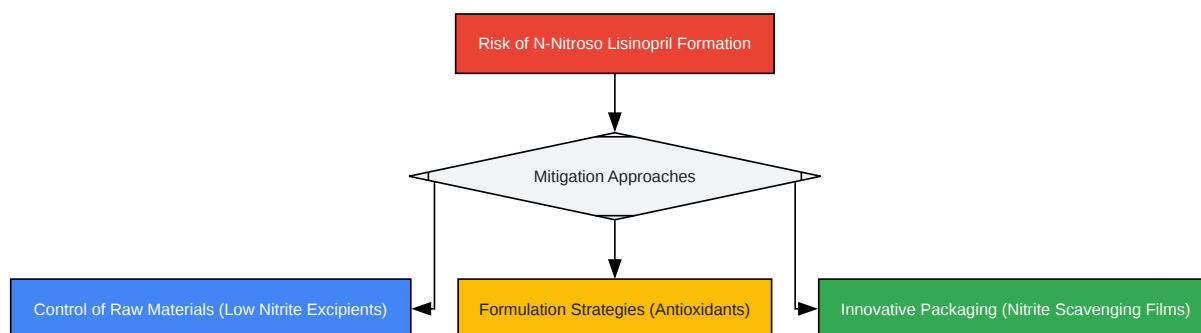 Risk of N-Nitroso Lisinopril Formation
Mitigation Approaches
Control of Raw Materials (Low Nitrite Excipients)
Formulation Strategies (Antioxidants)
Innovative Packaging (Nitrite Scavenging Films)